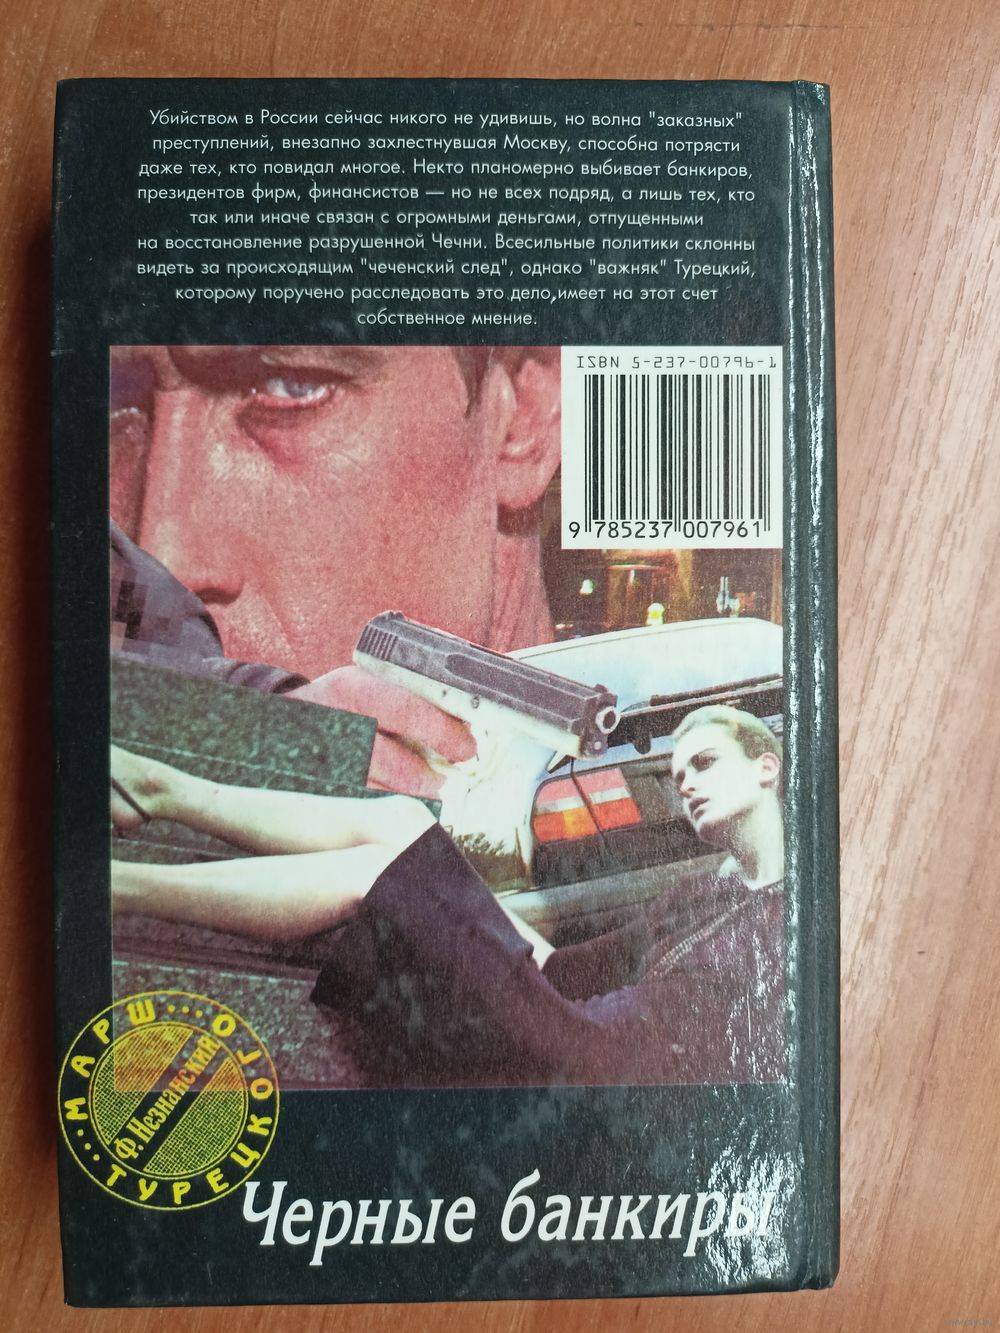 Убийством в России сейчас никого не удивишь, но волна "заказных"
преступлений, внезапно захлестнувшая Москву, способна потрясти
даже тех, кто повидал многое. Некто планомерно выбивает банкиров,
президентов фирм, финансистов — но не всех подряд, а лишь тех, кто
так или иначе связан с огромными деньгами, отпущенными
на восстановление разрушенной Чечни. Всесильные политики склонны
видеть за происходящим "чеченский след", однако "важняк" Турецкий,
которому поручено расследовать это дело, имеет на этот счет
собственное мнение.
ISBN 5-237-00796-1
9 785237 007961
МАРШ...ТУРЕЦКОГО...
Ф. Незнанский
Черные банкиры